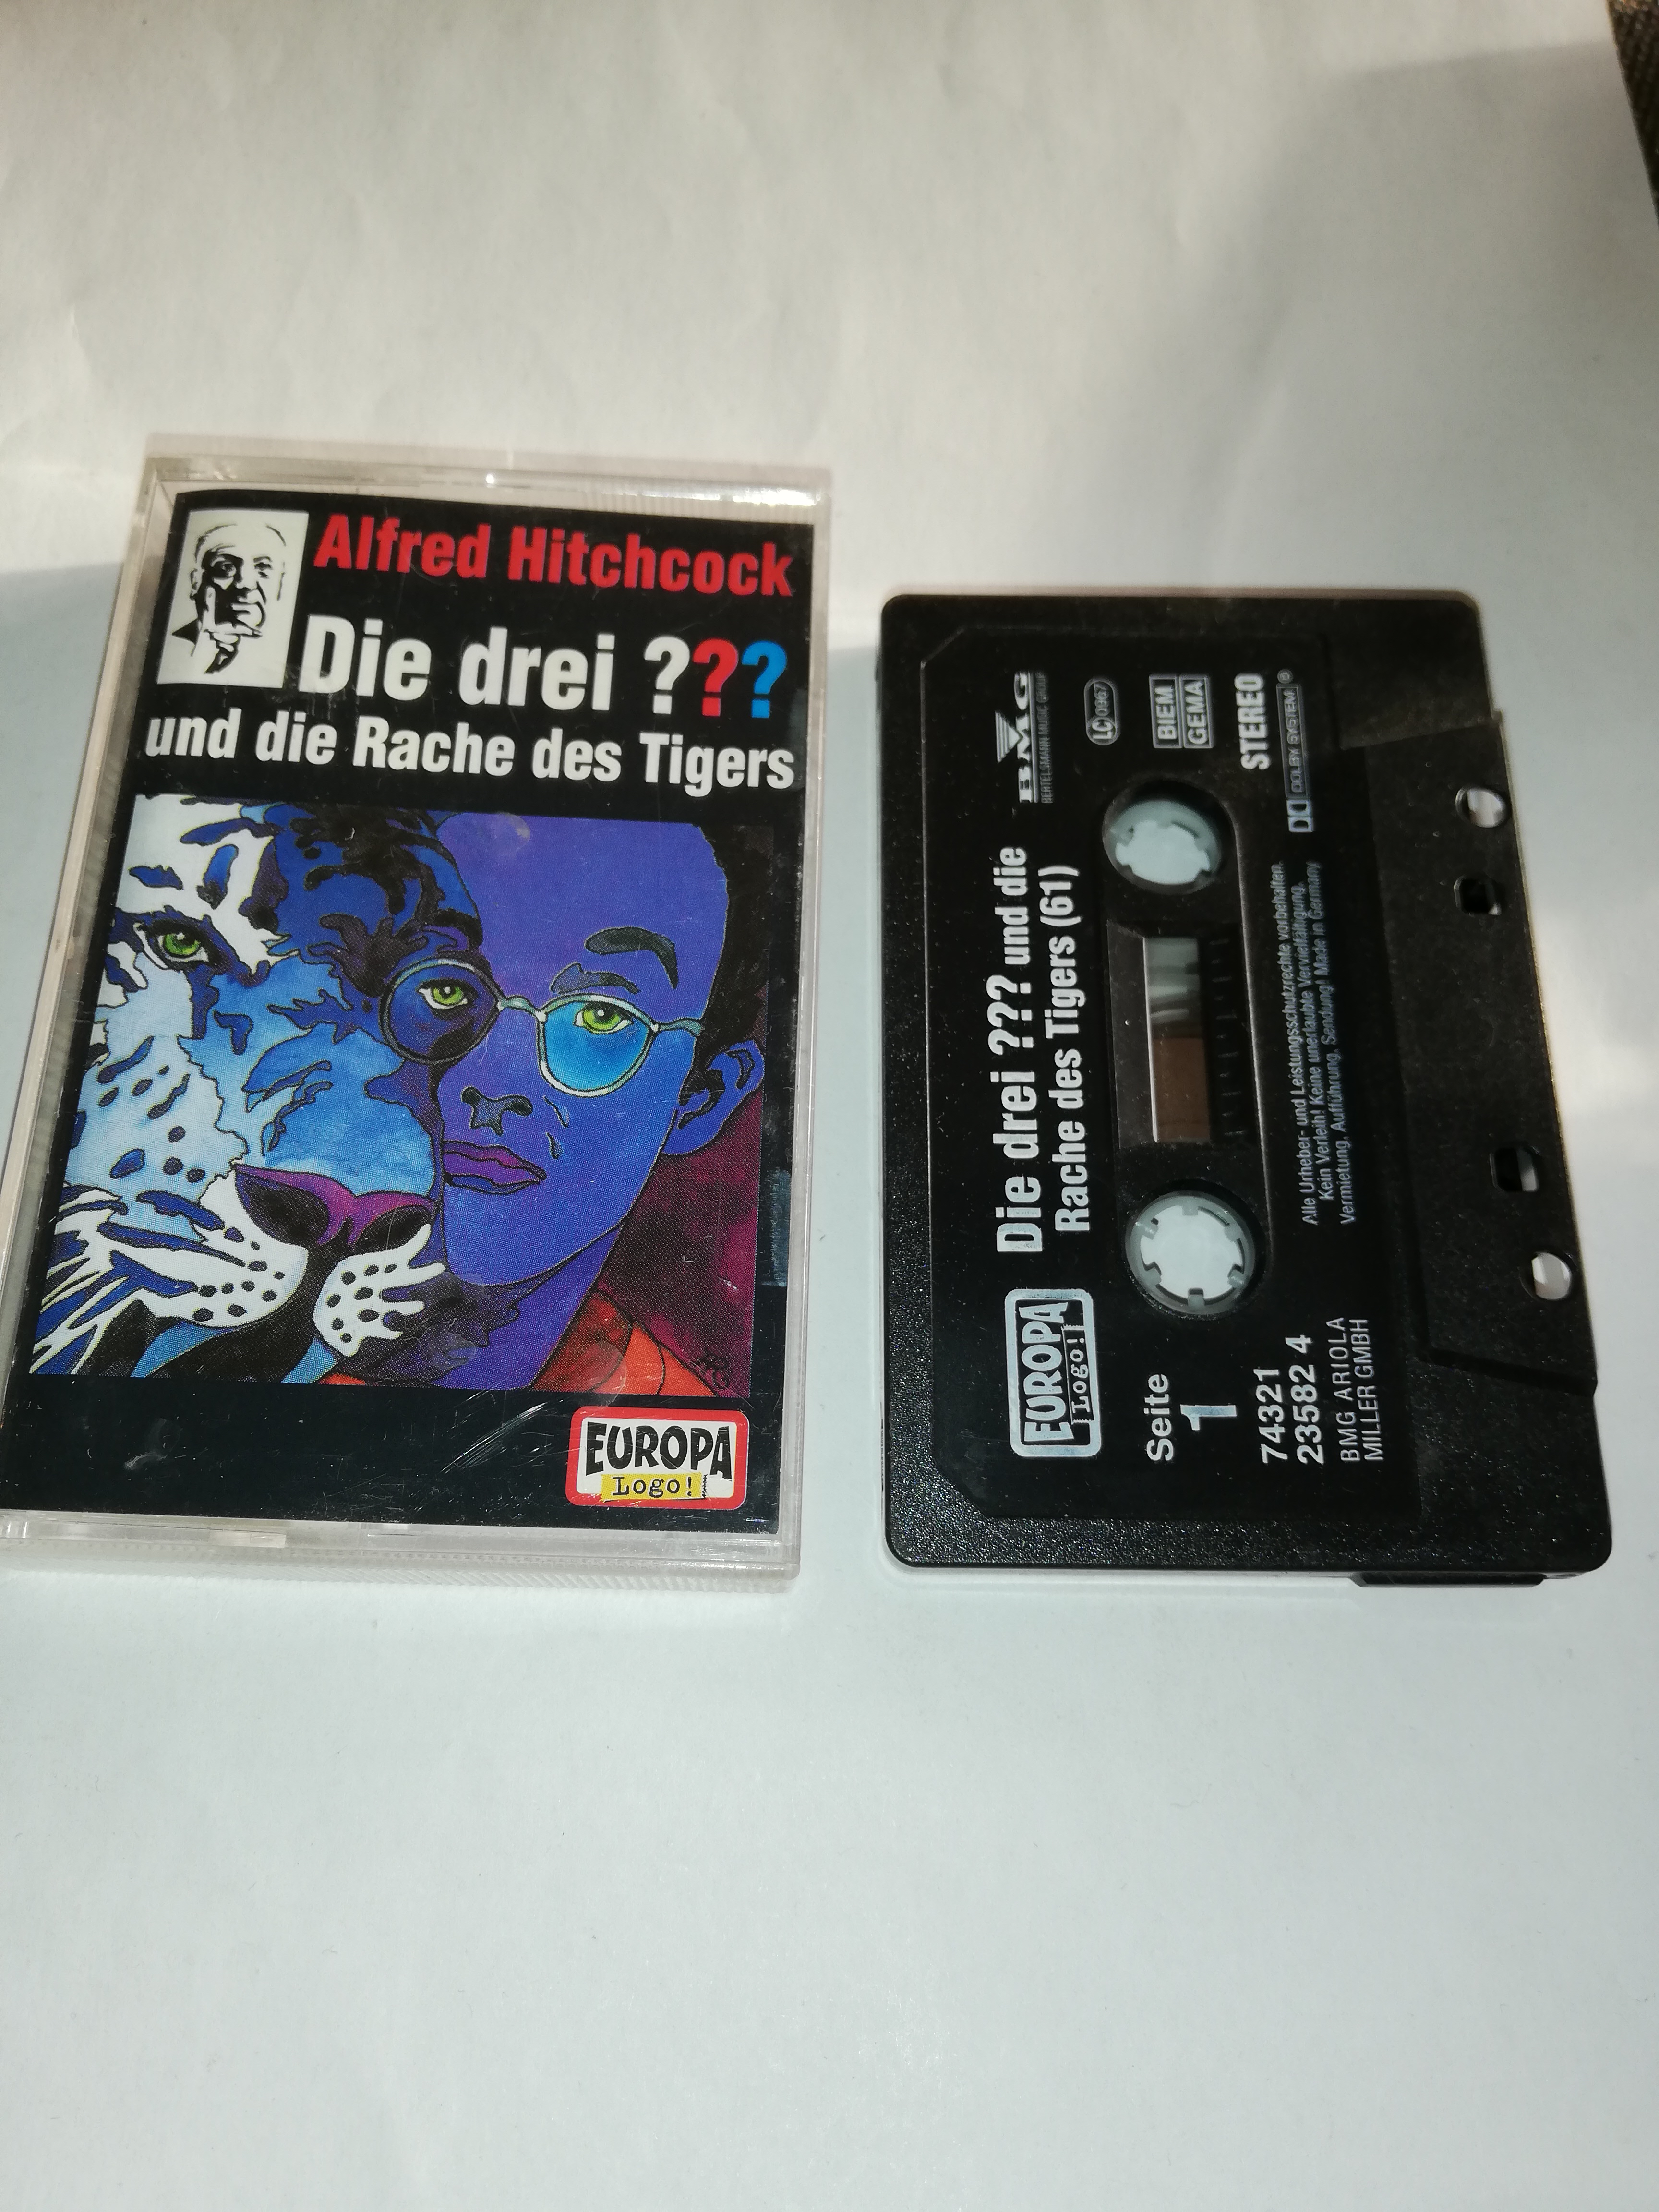 Alfred Hitchcock
Die drei ???
und die Rache des Tigers
EUROPA
Logo!
BMG
BERTELSMANN MUSIC GROUP
LC 0967
BIEM
GEMA
STEREO
DOLBY SYSTEM ®
Die drei ??? und die
Rache des Tigers (61)
Alle Urheber- und Leistungsschutzrechte vorbehalten.
Kein Verleih! Keine unerlaubte Vervielfältigung,
Vermietung, Aufführung, Sendung! Made in Germany
EUROPA
Logo!
Seite
1
74321
23582 4
BMG ARIOLA
MILLER GMBH